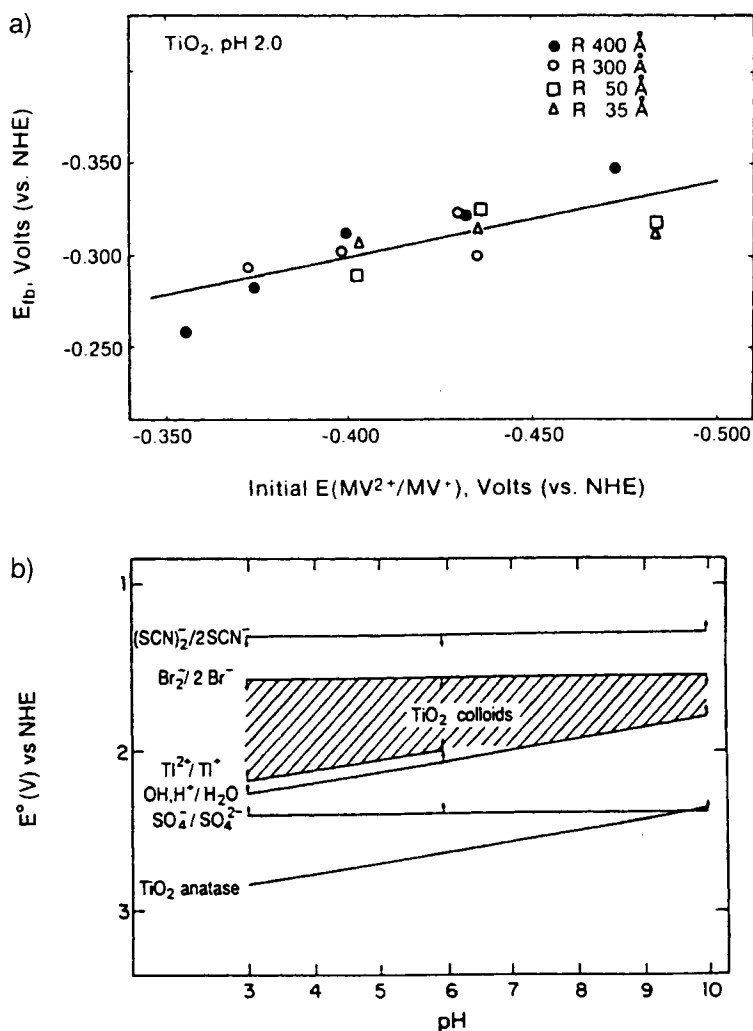 a)
TiO₂, pH 2.0
● R 400 Å
○ R 300 Å
□ R 50 Å
△ R 35 Å
E_fb, Volts (vs. NHE)
-0.350
-0.300
-0.250
-0.350
-0.400
-0.450
-0.500
Initial E(MV²⁺/MV⁺), Volts (vs. NHE)
b)
E° (V) vs NHE
1
2
3
(SCN)₂⁻/2SCN⁻
Br₂⁻/2 Br⁻
TiO₂ colloids
Tl²⁺/Tl⁺
OH,H⁺/H₂O
SO₄⁻/SO₄²⁻
TiO₂ anatase
3 4 5 6 7 8 9 10
pH